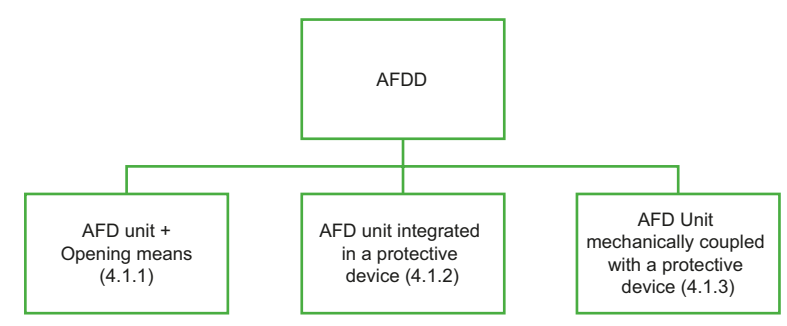 AFDD
AFD unit +
Opening means
(4.1.1)
AFD unit integrated
in a protective
device (4.1.2)
AFD Unit
mechanically coupled
with a protective
device (4.1.3)